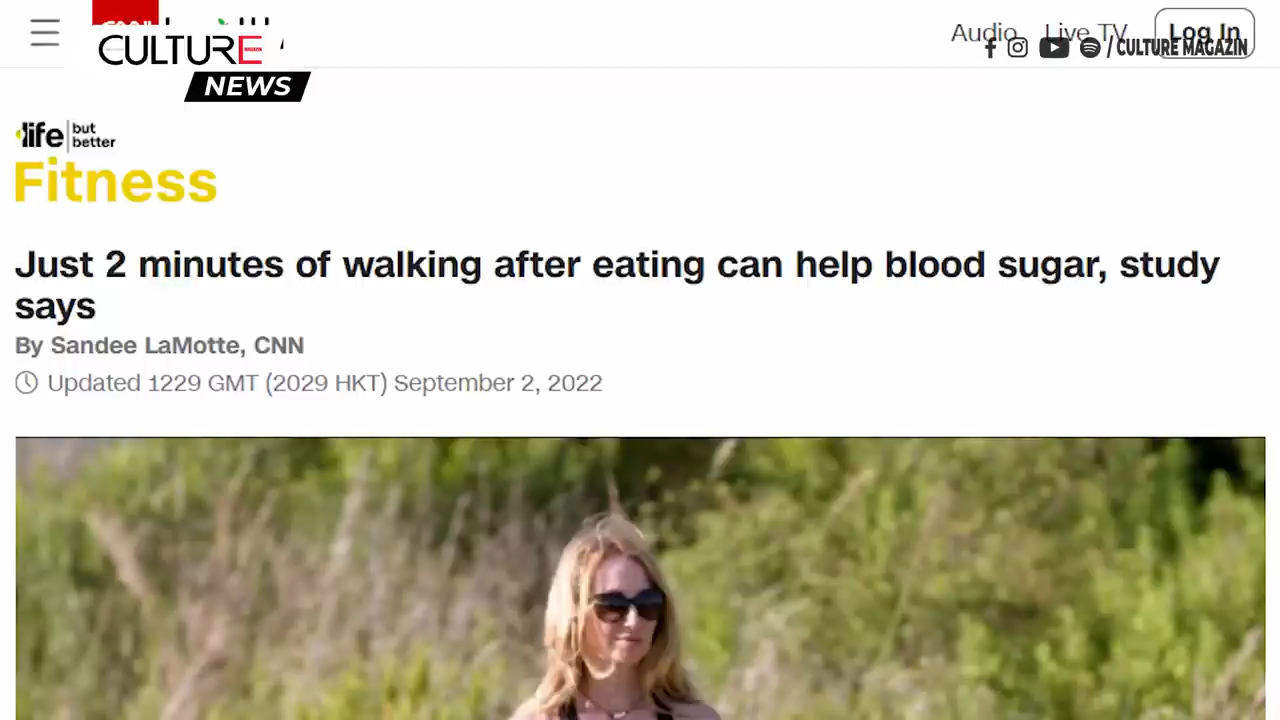 CULTURE
NEWS
Audio Live TV Log In
/ CULTURE MAGAZIN
life but better
Fitness
Just 2 minutes of walking after eating can help blood sugar, study
says
By Sandee LaMotte, CNN
Updated 1229 GMT (2029 HKT) September 2, 2022